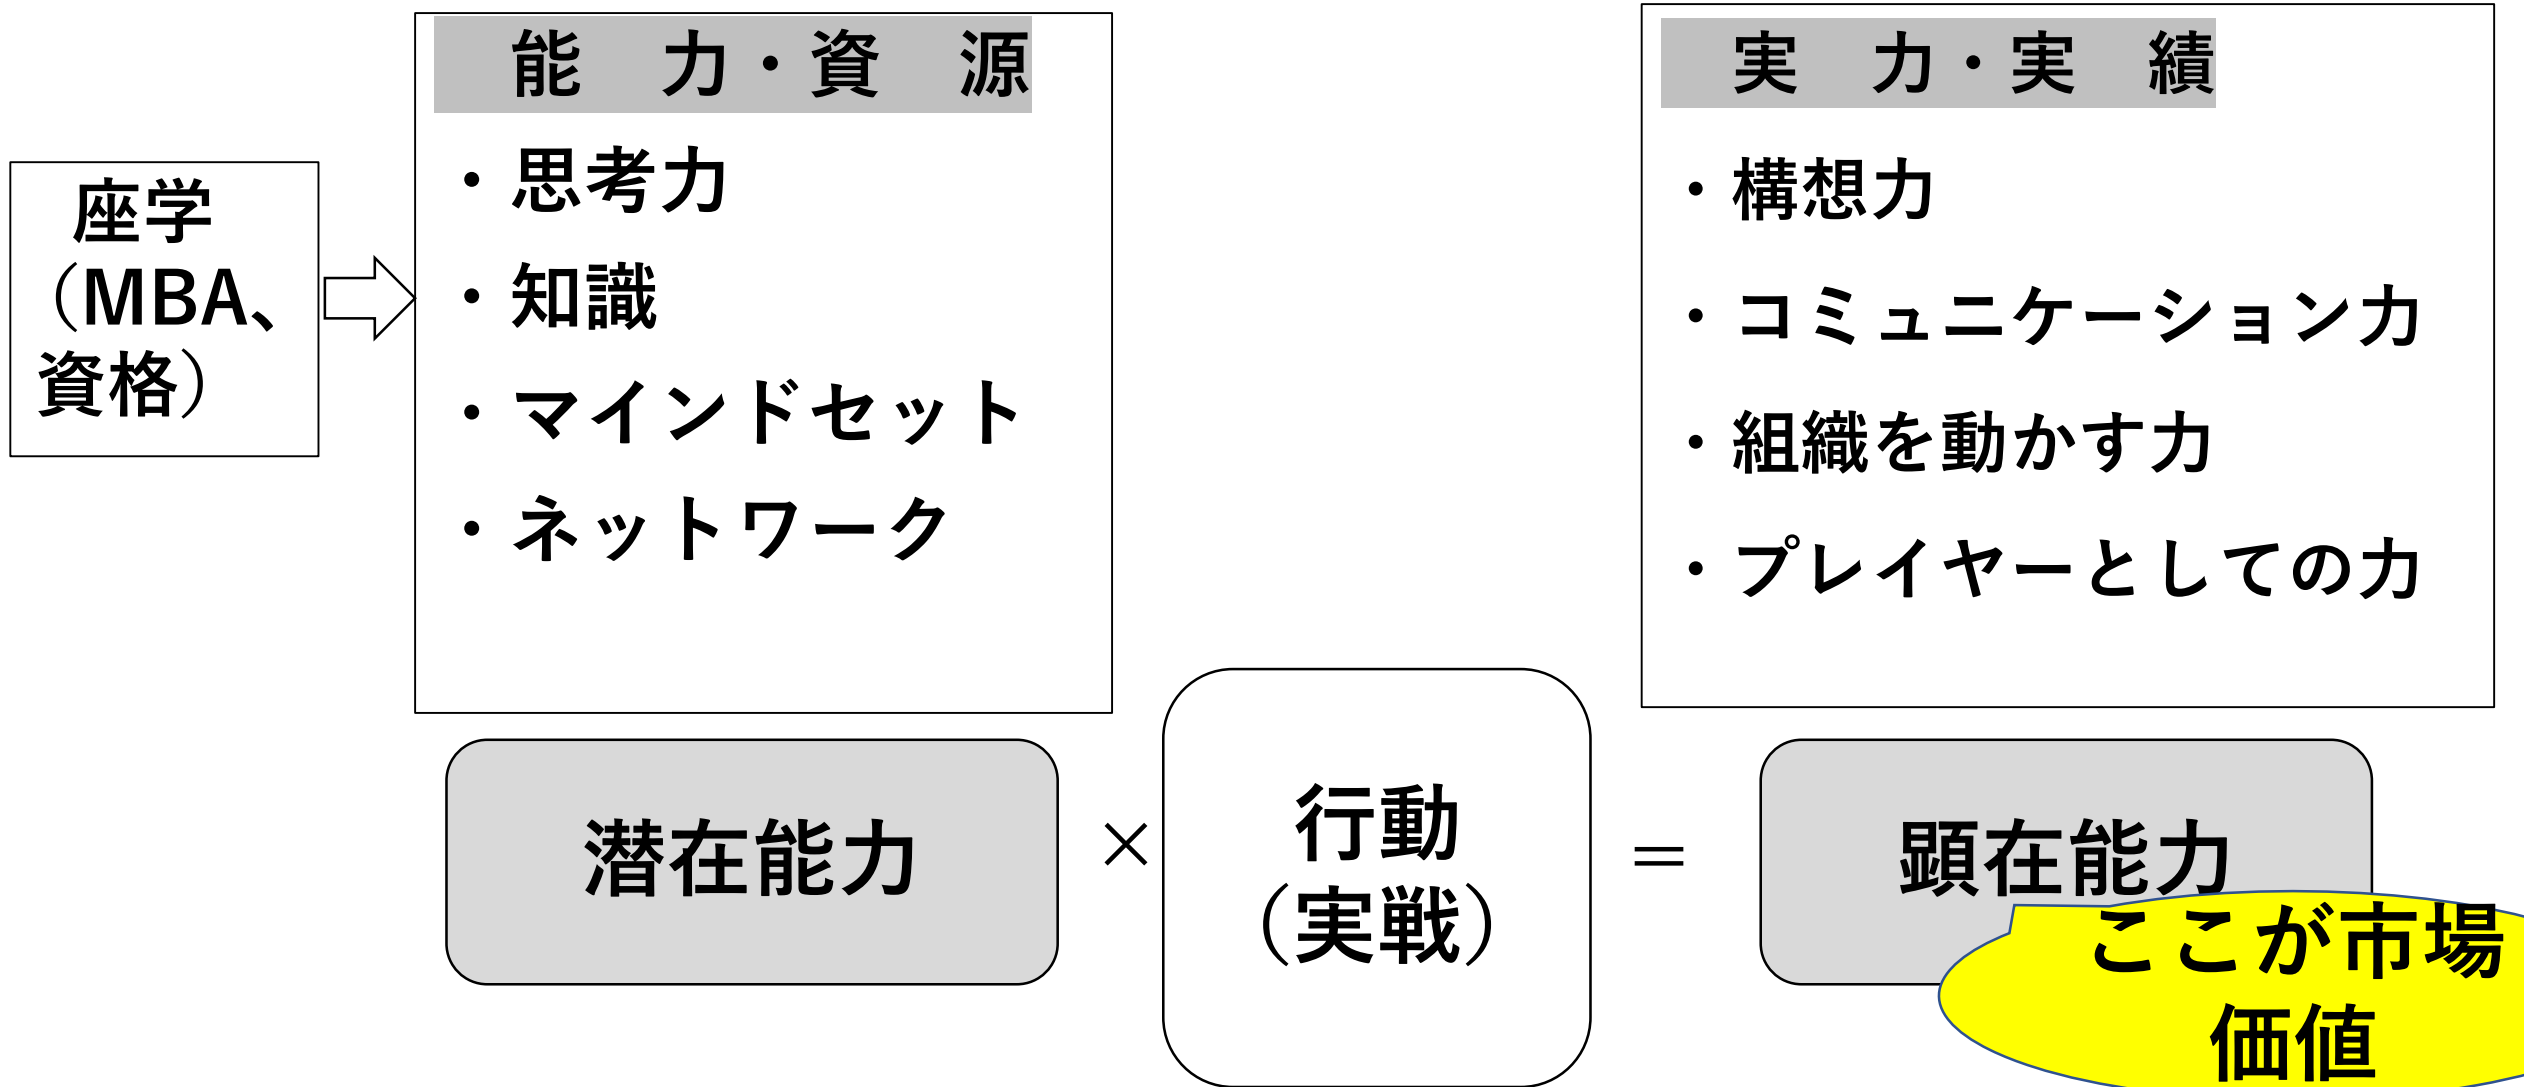 座学
（MBA、
資格）
能　力・資　源
・思考力
・知識
・マインドセット
・ネットワーク
実　力・実　績
・構想力
・コミュニケーション力
・組織を動かす力
・プレイヤーとしての力
潜在能力
×
行動
（実戦）
＝
顕在能力
ここが市場
価値